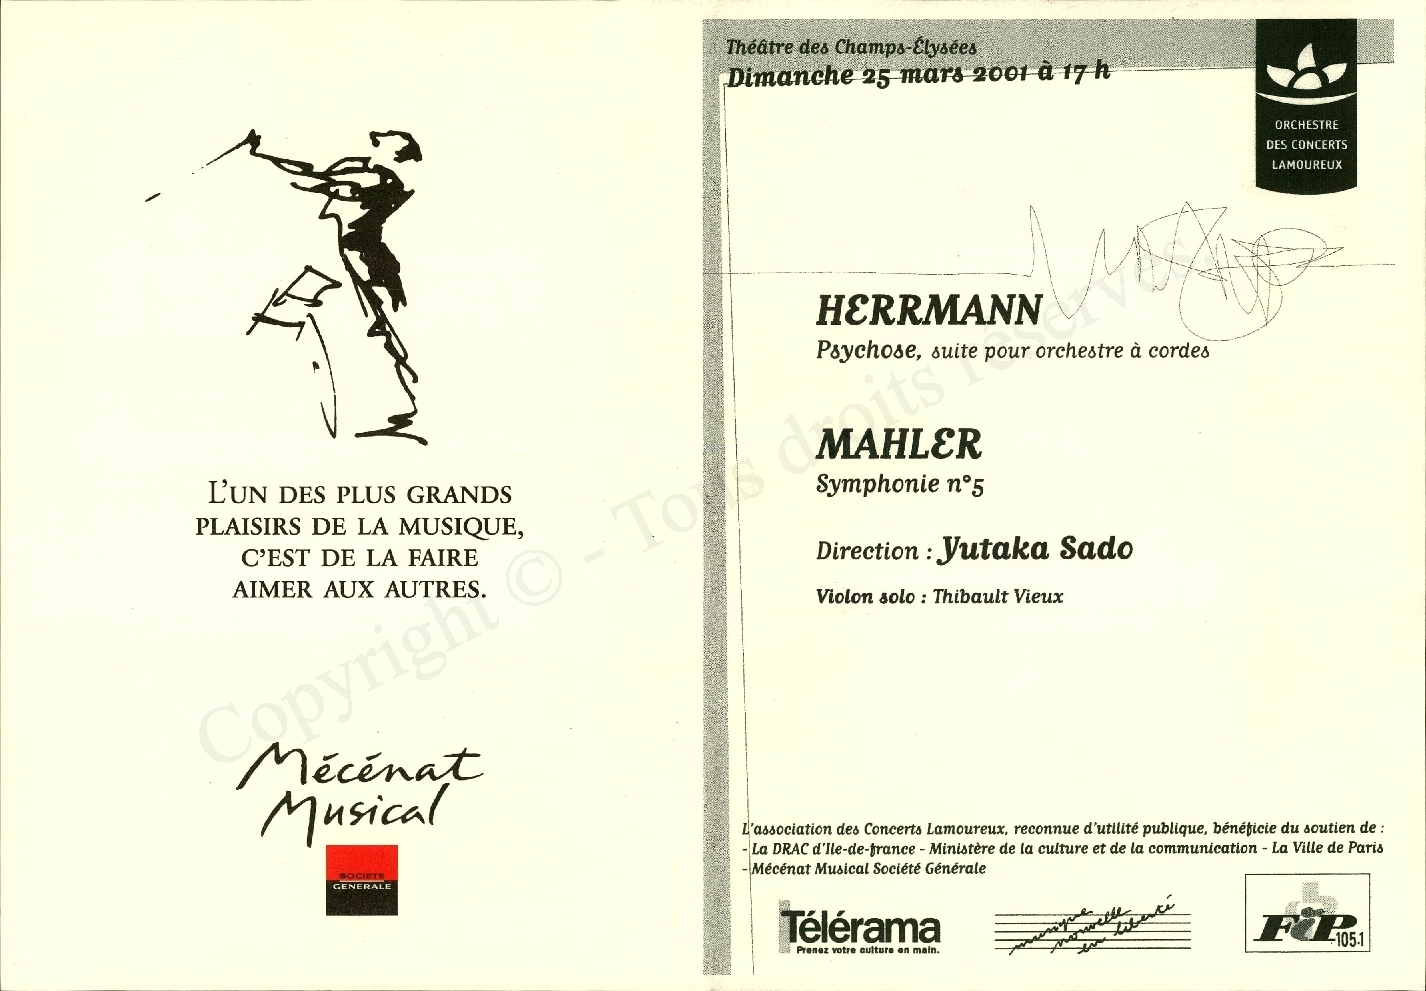 L'UN DES PLUS GRANDS
PLAISIRS DE LA MUSIQUE,
C'EST DE LA FAIRE
AIMER AUX AUTRES.
Mécénat
Musical
SOCIETE
GENERALE
Théâtre des Champs-Élysées
Dimanche 25 mars 2001 à 17 h
ORCHESTRE
DES CONCERTS
LAMOUREUX
HERRMANN
Psychose, suite pour orchestre à cordes
MAHLER
Symphonie n°5
Direction : Yutaka Sado
Violon solo : Thibault Vieux
L'association des Concerts Lamoureux, reconnue d'utilité publique, bénéficie du soutien de :
- La DRAC d'Ile-de-france - Ministère de la culture et de la communication - La Ville de Paris
- Mécénat Musical Société Générale
Télérama
Prenez votre culture en main.
musique
nouvelle
en liberté
FiP
105.1
Copyright © - Tous droits réservés.